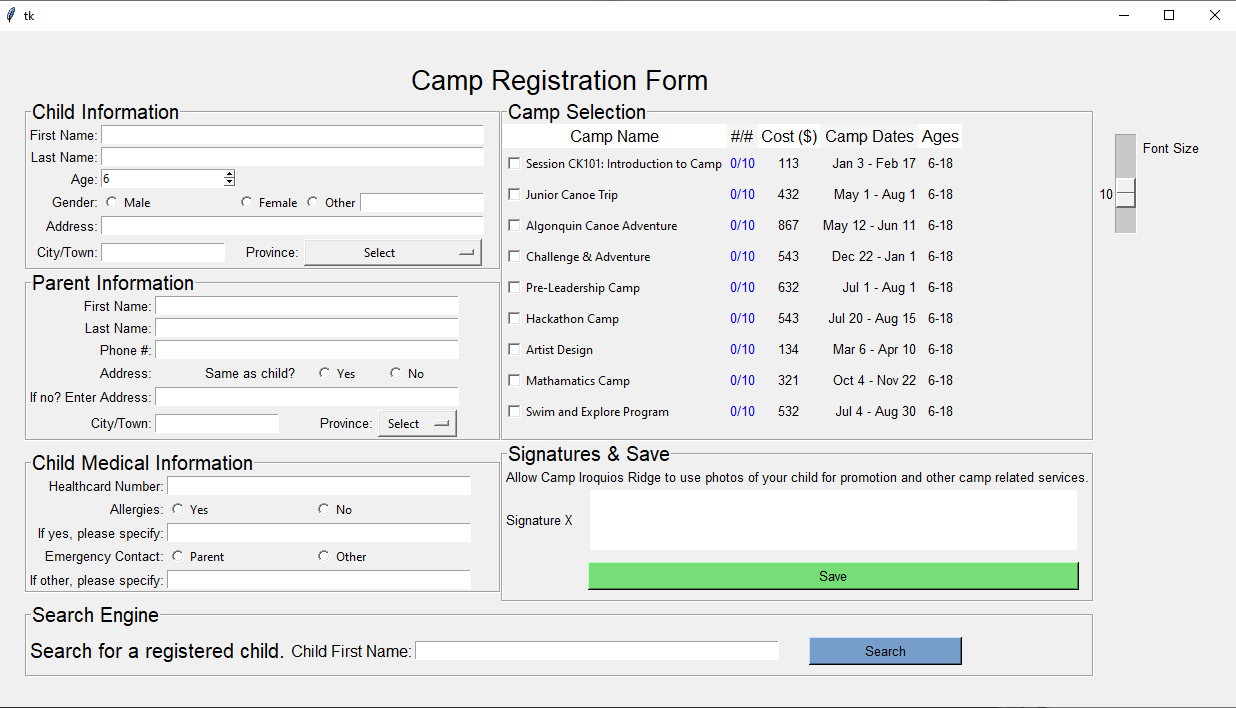 tk
Camp Registration Form
Child Information
First Name:
Last Name:
Age: 6
Gender: Male Female Other
Address:
City/Town: Province: Select
Parent Information
First Name:
Last Name:
Phone #:
Address: Same as child? Yes No
If no? Enter Address:
City/Town: Province: Select
Child Medical Information
Healthcard Number:
Allergies: Yes No
If yes, please specify:
Emergency Contact: Parent Other
If other, please specify:
Camp Selection
Camp Name #/# Cost ($) Camp Dates Ages
Session CK101: Introduction to Camp 0/10 113 Jan 3 - Feb 17 6-18
Junior Canoe Trip 0/10 432 May 1 - Aug 1 6-18
Algonquin Canoe Adventure 0/10 867 May 12 - Jun 11 6-18
Challenge & Adventure 0/10 543 Dec 22 - Jan 1 6-18
Pre-Leadership Camp 0/10 632 Jul 1 - Aug 1 6-18
Hackathon Camp 0/10 543 Jul 20 - Aug 15 6-18
Artist Design 0/10 134 Mar 6 - Apr 10 6-18
Mathamatics Camp 0/10 321 Oct 4 - Nov 22 6-18
Swim and Explore Program 0/10 532 Jul 4 - Aug 30 6-18
Signatures & Save
Allow Camp Iroquios Ridge to use photos of your child for promotion and other camp related services.
Signature X
Save
Font Size
10
Search Engine
Search for a registered child. Child First Name: Search